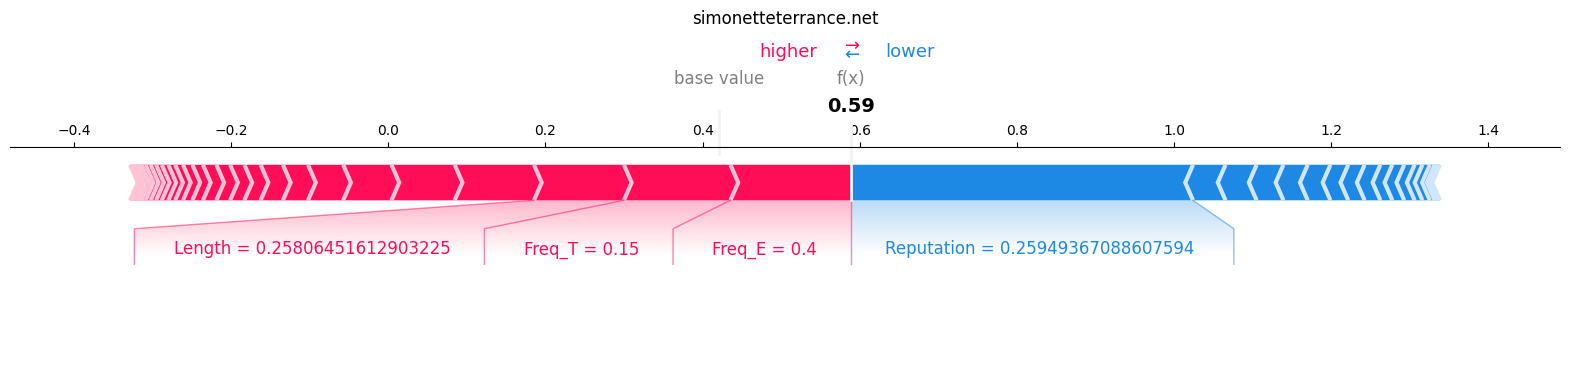 simonetteterrance.net
higher ⇄ lower
base value f(x)
0.59
−0.4 −0.2 0.0 0.2 0.4 0.6 0.8 1.0 1.2 1.4
Length = 0.25806451612903225 Freq_T = 0.15 Freq_E = 0.4 Reputation = 0.25949367088607594